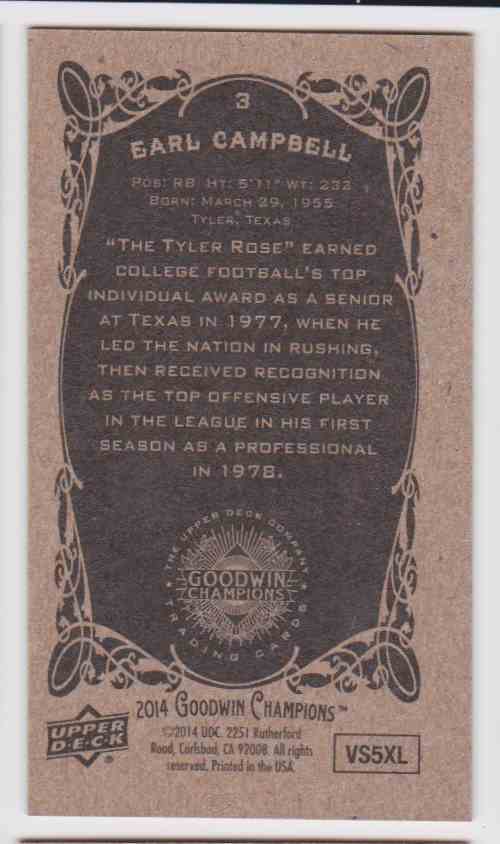 3
EARL CAMPBELL
POS: RB HT: 5'11" WT: 232
BORN: MARCH 29, 1955
TYLER, TEXAS
"THE TYLER ROSE" EARNED
COLLEGE FOOTBALL'S TOP
INDIVIDUAL AWARD AS A SENIOR
AT TEXAS IN 1977, WHEN HE
LED THE NATION IN RUSHING,
THEN RECEIVED RECOGNITION
AS THE TOP OFFENSIVE PLAYER
IN THE LEAGUE IN HIS FIRST
SEASON AS A PROFESSIONAL
IN 1978.
THE UPPER DECK COMPANY
GOODWIN
CHAMPIONS
TRADING CARDS
2014 GOODWIN CHAMPIONS™
UPPER
D·E·C·K®
©2014 UDC. 2251 Rutherford
Road, Carlsbad, CA 92008. All rights
reserved. Printed in the USA.
VS5XL